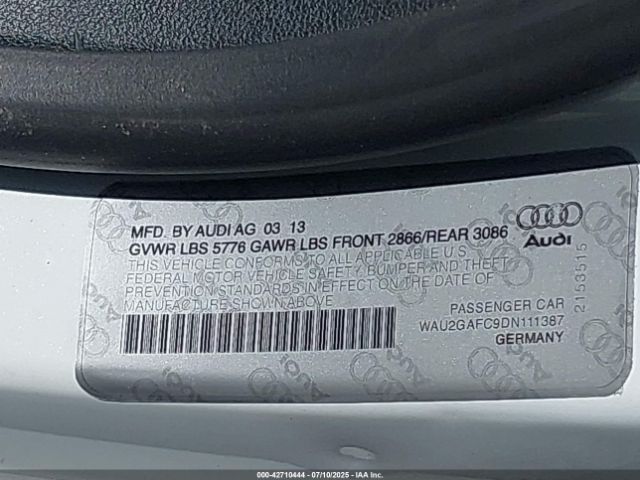 MFD. BY AUDI AG 03 13
GVWR LBS 5776 GAWR LBS FRONT 2866/REAR 3086
THIS VEHICLE CONFORMS TO ALL APPLICABLE U.S.
FEDERAL MOTOR VEHICLE SAFETY, BUMPER AND THEFT
PREVENTION STANDARDS IN EFFECT ON THE DATE OF
MANUFACTURE SHOWN ABOVE
Audi
PASSENGER CAR
WAU2GAFC9DN111387
GERMANY
2153515
000-42710444 - 07/10/2025 - IAAI.COM